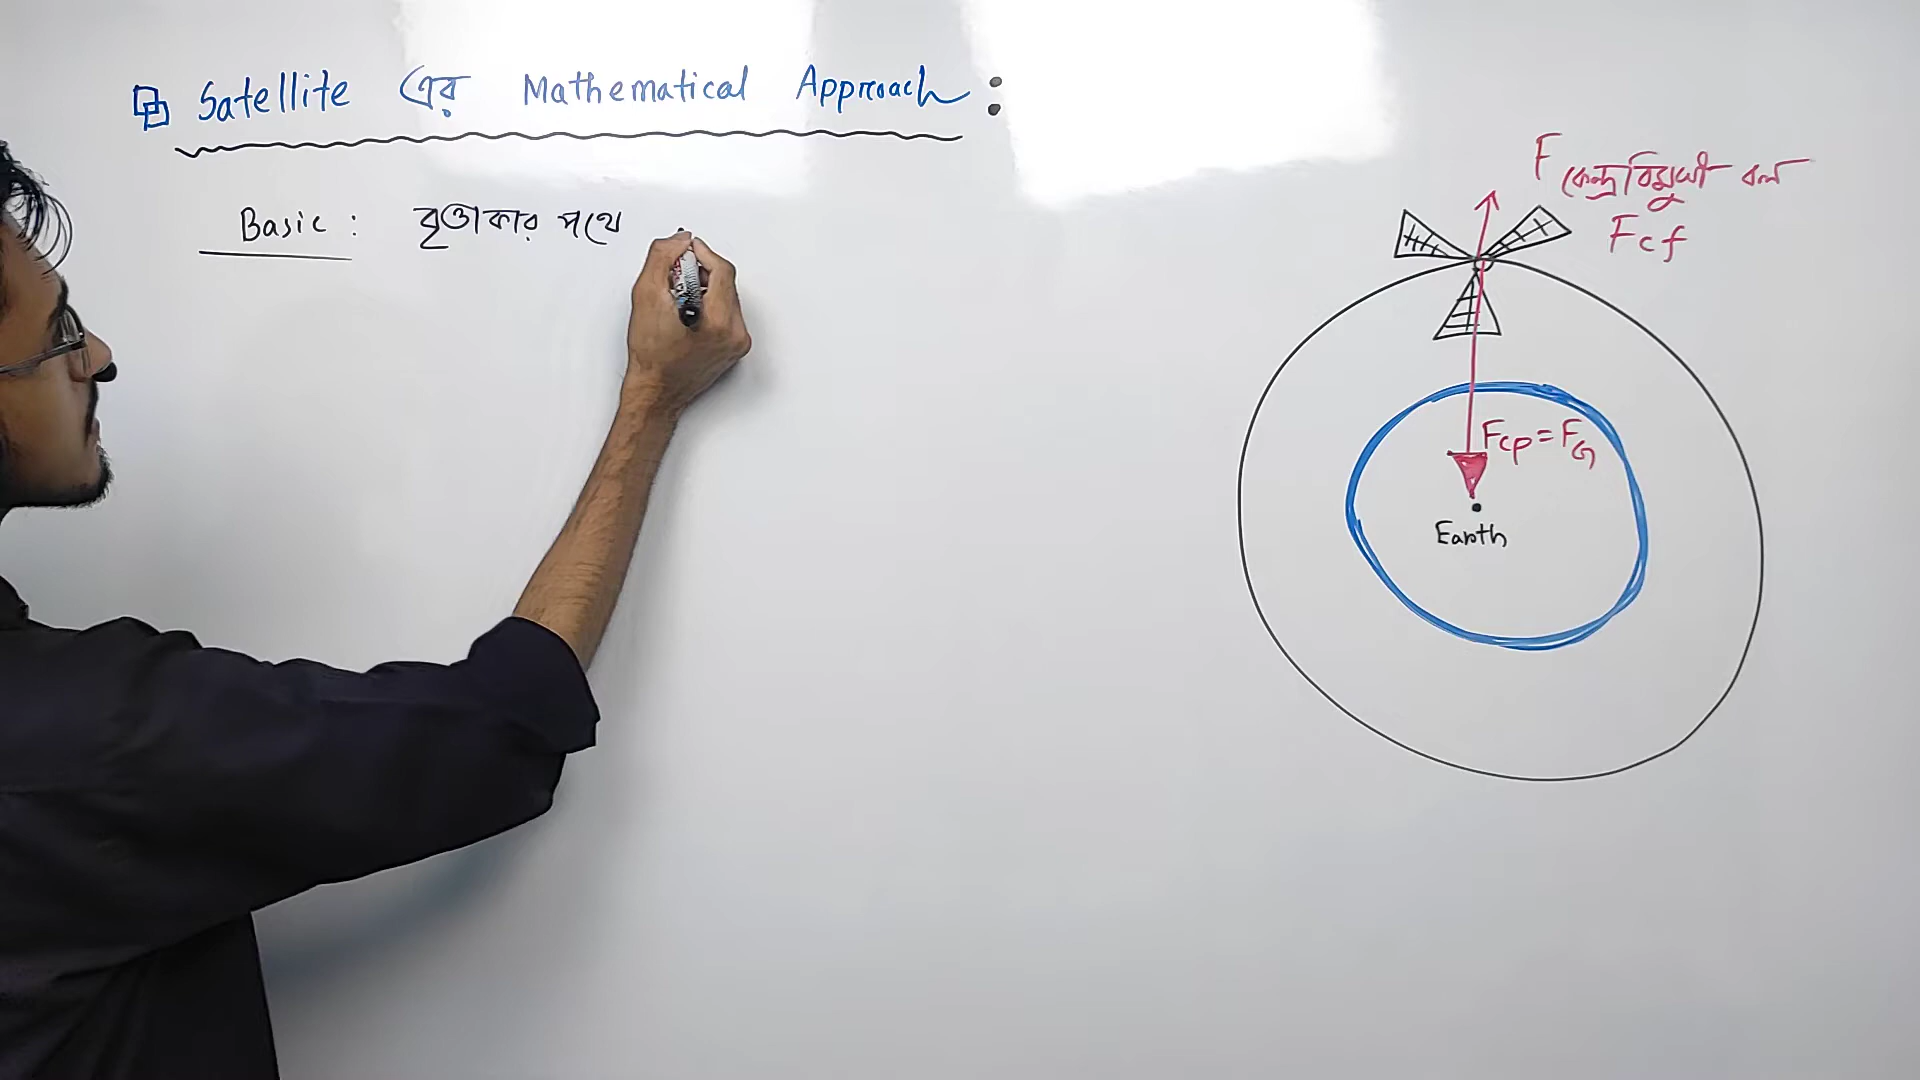 Satellite এর Mathematical Approach :
Basic : বৃত্তাকার পথে
F কেন্দ্রবিমুখী বল
Fcf
Fcp = FG
Earth